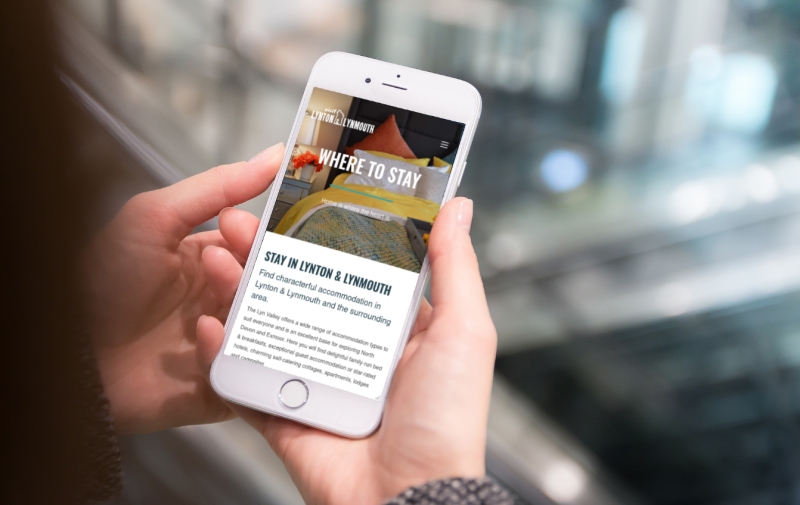 visit
LYNTON & LYNMOUTH
WHERE TO STAY
STAY IN LYNTON & LYNMOUTH
Find characterful accommodation in
Lynton & Lynmouth and the surrounding
area.
The Lyn Valley offers a wide range of accommodation types to
suit everyone and is an excellent base for exploring North
Devon and Exmoor. Here you will find delightful family-run bed
& breakfasts, exceptional guest accommodation or star-rated
hotels, charming self-catering cottages, apartments, lodges
and campsites.